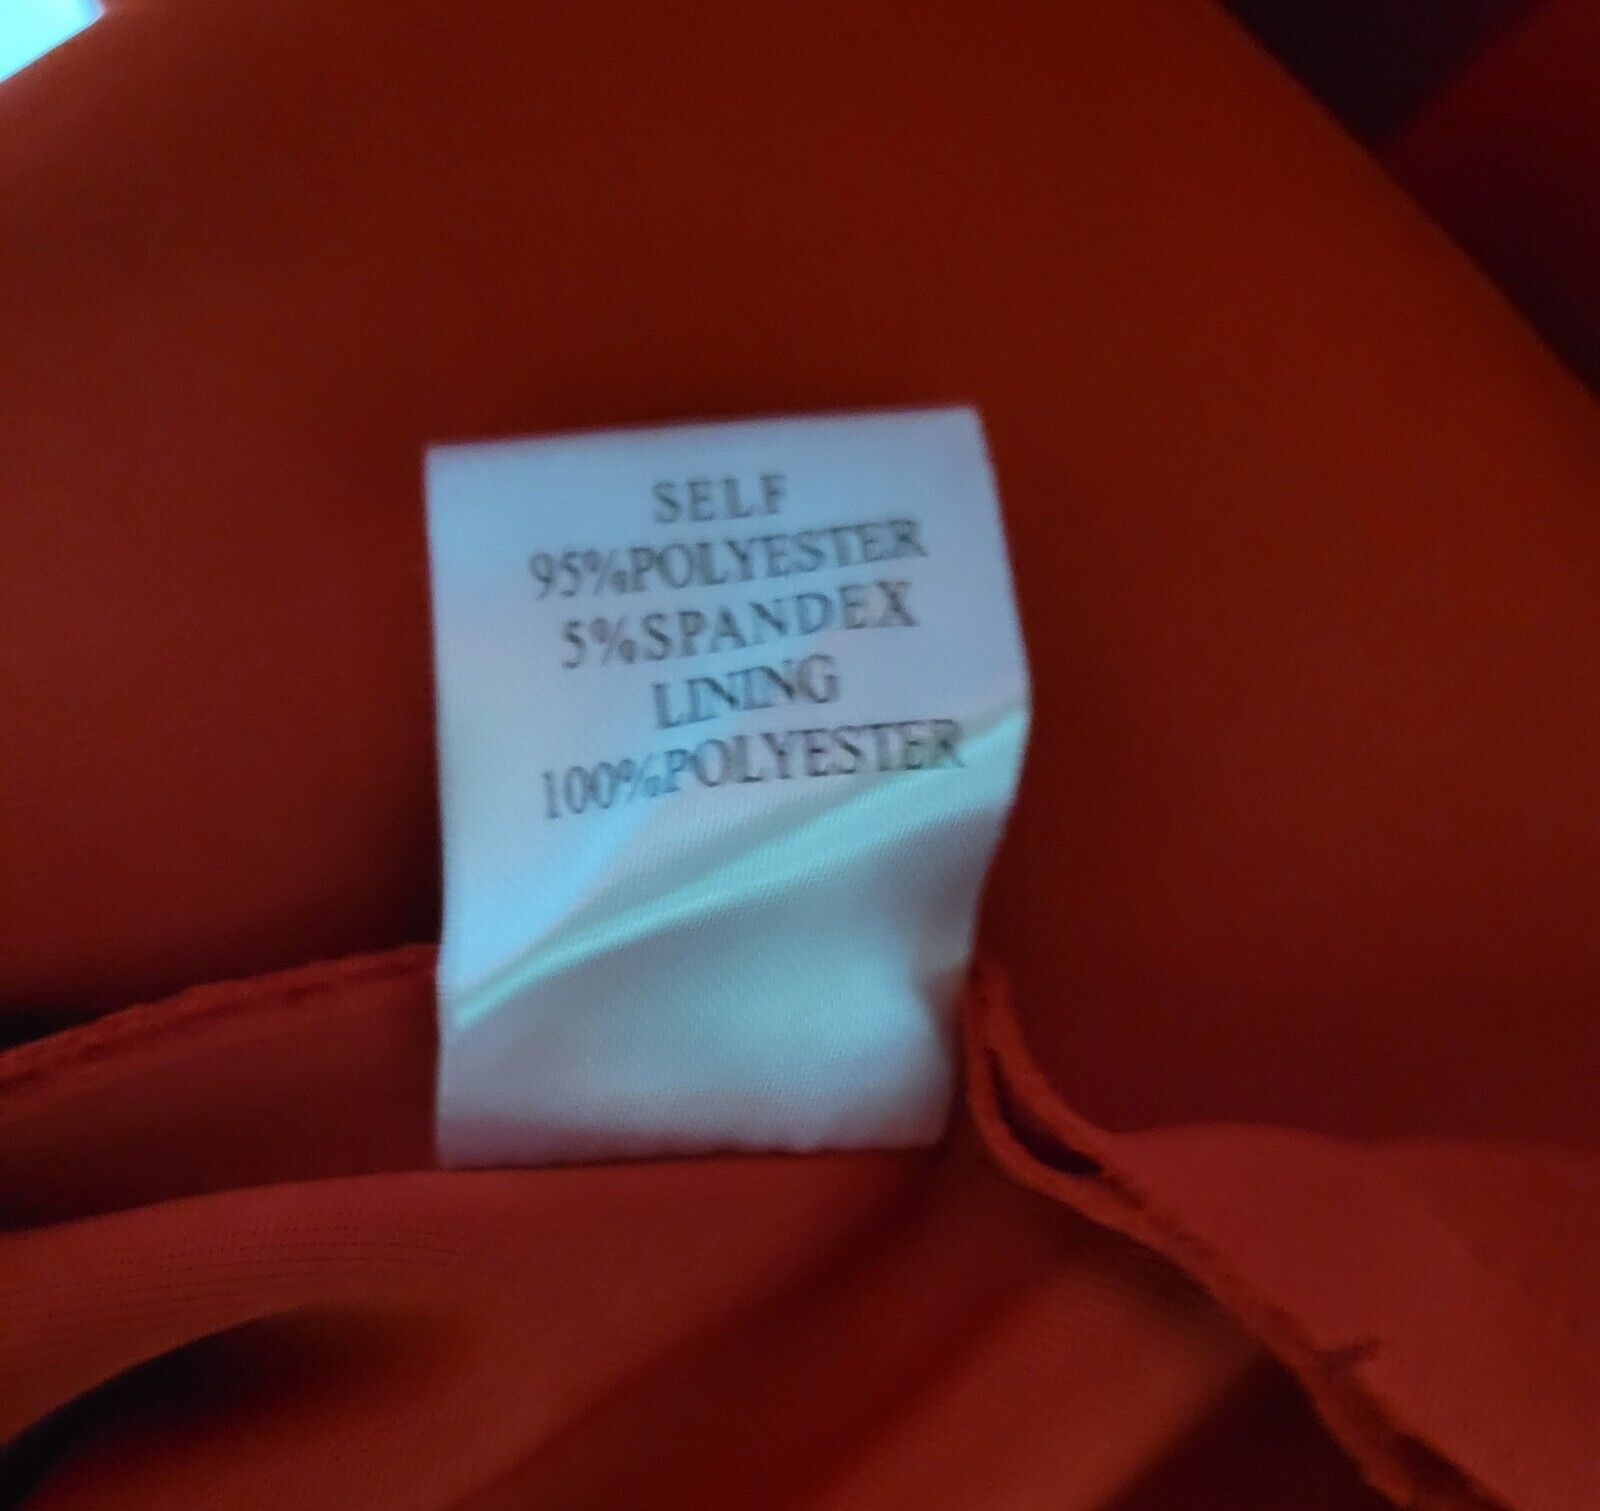 SELF
95%POLYESTER
5%SPANDEX
LINING
100%POLYESTER